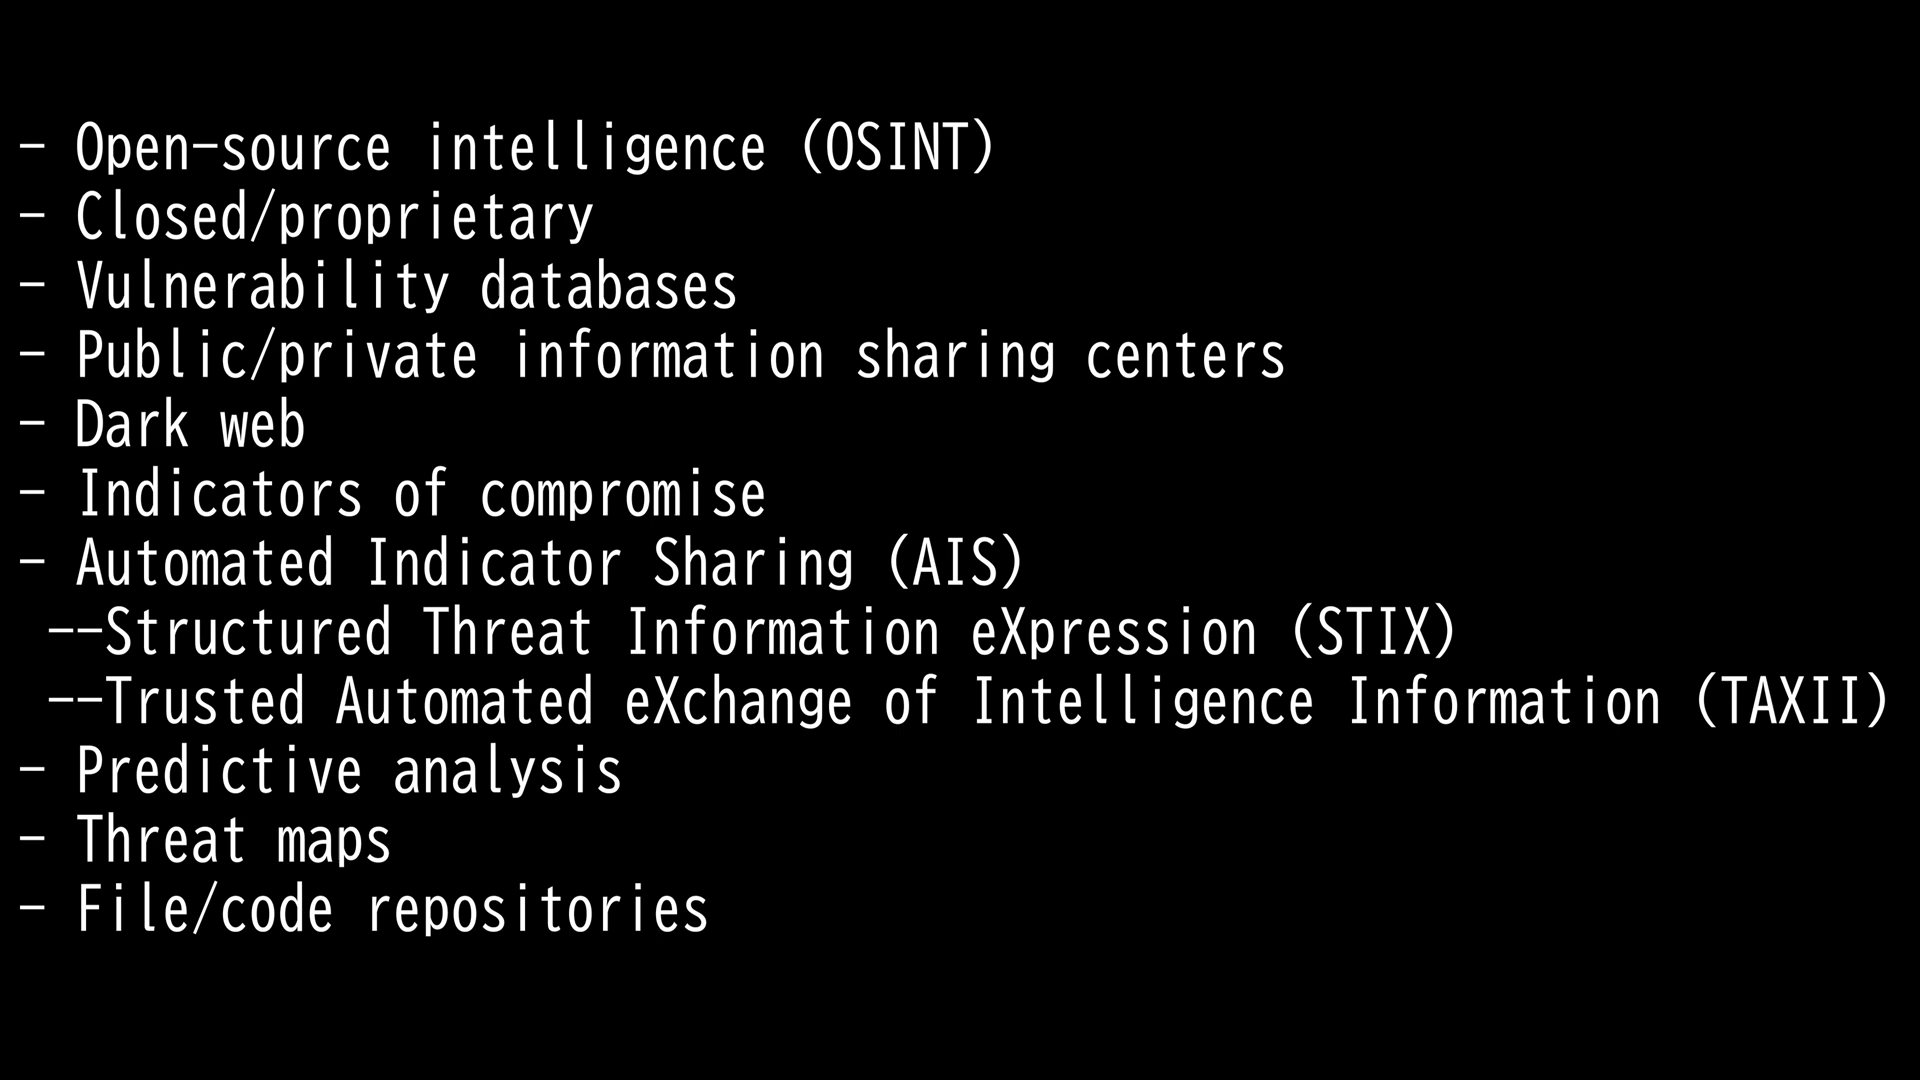 - Open-source intelligence (OSINT)
- Closed/proprietary
- Vulnerability databases
- Public/private information sharing centers
- Dark web
- Indicators of compromise
- Automated Indicator Sharing (AIS)
--Structured Threat Information eXpression (STIX)
--Trusted Automated eXchange of Intelligence Information (TAXII)
- Predictive analysis
- Threat maps
- File/code repositories